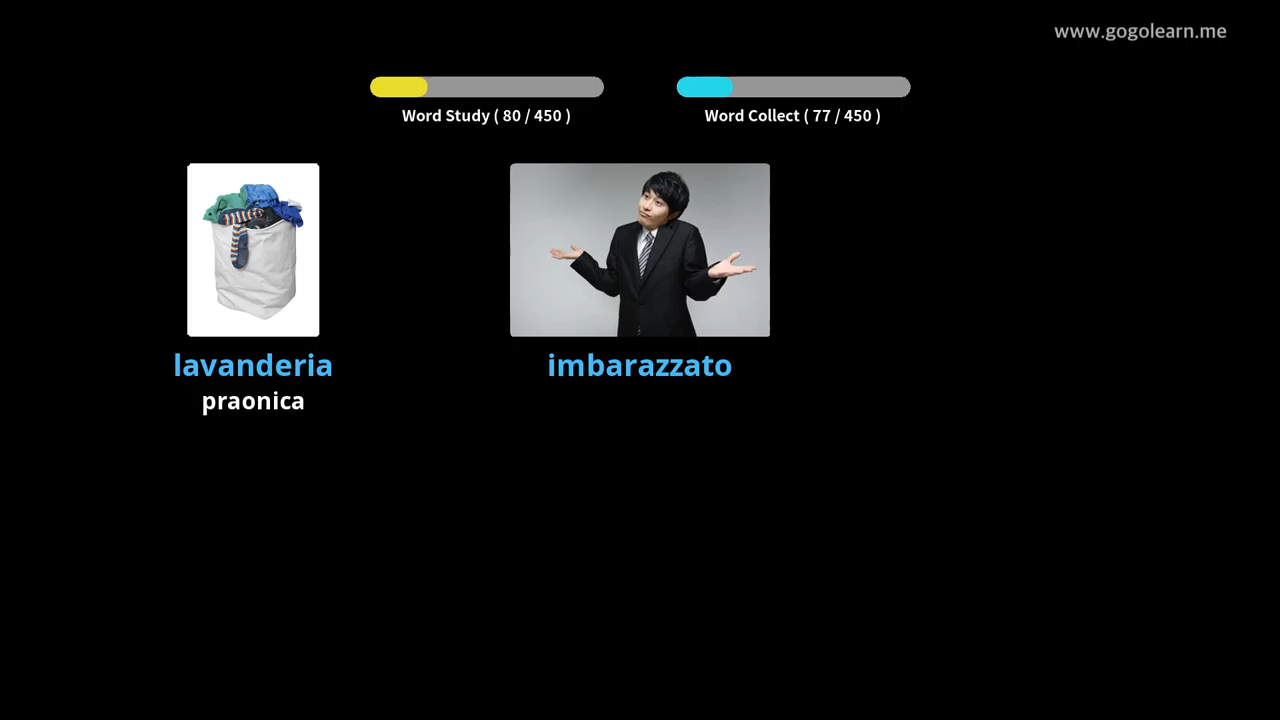 www.gogolearn.me
Word Study ( 80 / 450 )
Word Collect ( 77 / 450 )
lavanderia
praonica
imbarazzato